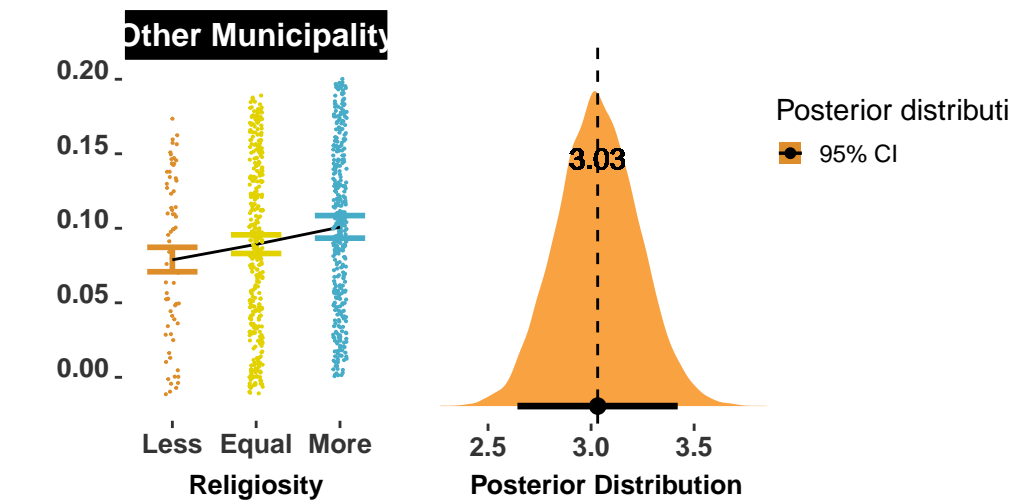 Other Municipality
0.20
0.15
0.10
0.05
0.00
Less Equal More
Religiosity
3.03
2.5 3.0 3.5
Posterior Distribution
Posterior distributi
95% CI